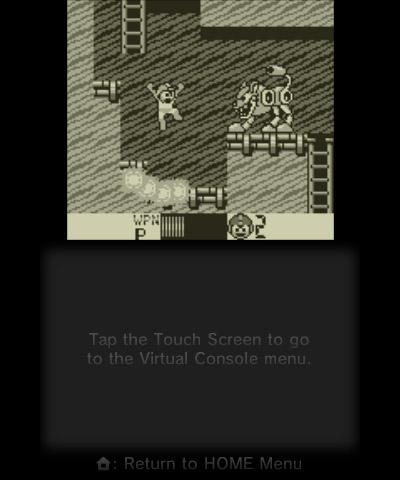 WPN
P
2
Tap the Touch Screen to go
to the Virtual Console menu.
: Return to HOME Menu